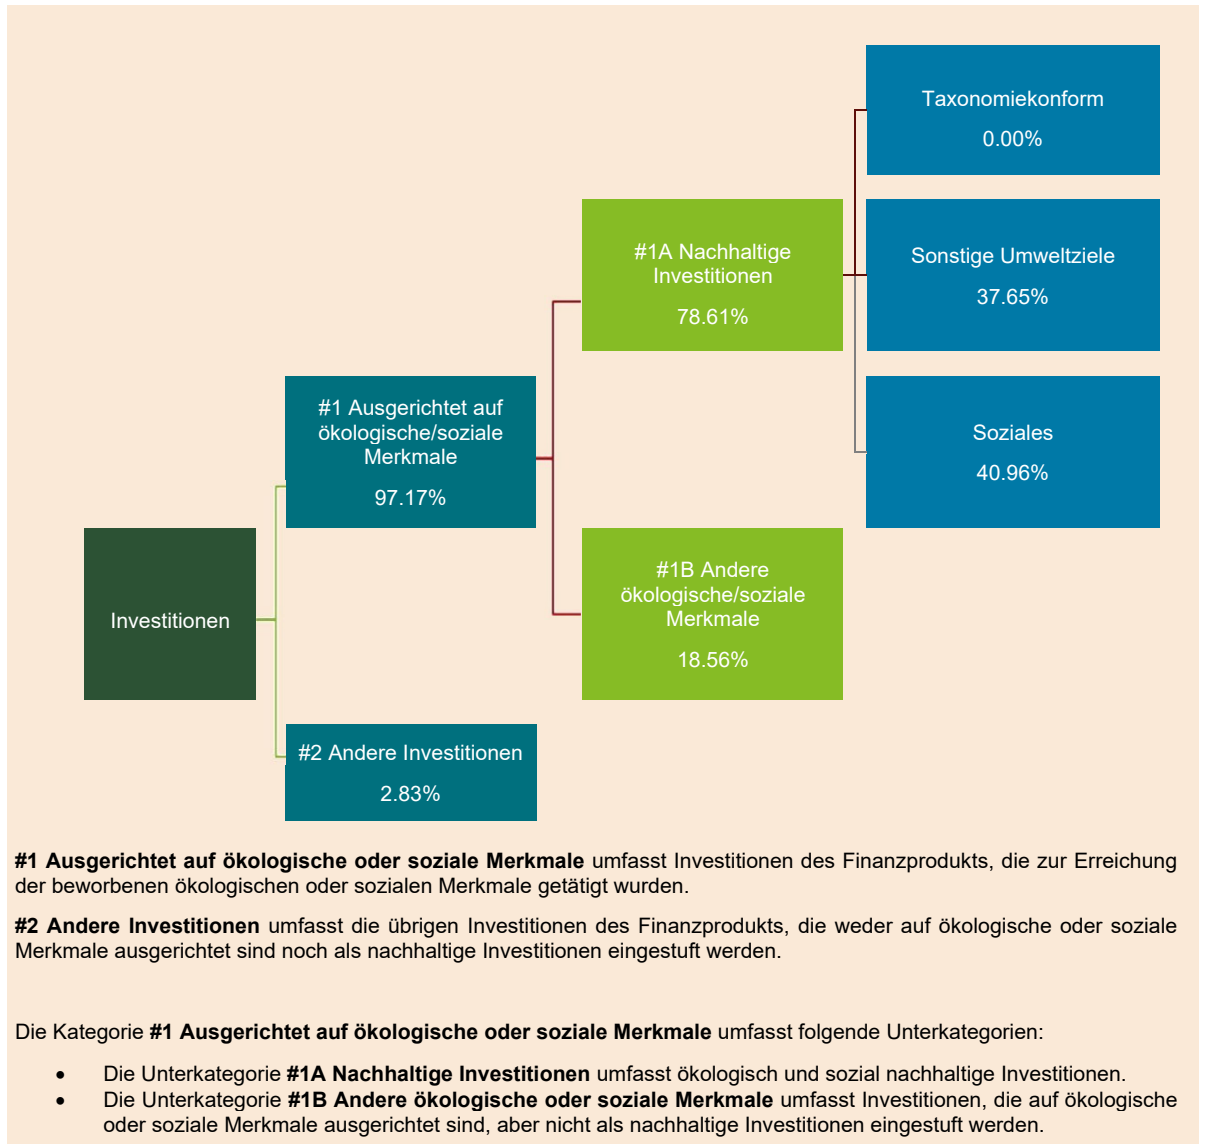 Taxonomiekonform
0.00%
#1A Nachhaltige
Investitionen
78.61%
Sonstige Umweltziele
37.65%
#1 Ausgerichtet auf
ökologische/soziale
Merkmale
97.17%
Soziales
40.96%
Investitionen
#1B Andere
ökologische/soziale
Merkmale
18.56%
#2 Andere Investitionen
2.83%
#1 Ausgerichtet auf ökologische oder soziale Merkmale umfasst Investitionen des Finanzprodukts, die zur Erreichung
der beworbenen ökologischen oder sozialen Merkmale getätigt wurden.
#2 Andere Investitionen umfasst die übrigen Investitionen des Finanzprodukts, die weder auf ökologische oder soziale
Merkmale ausgerichtet sind noch als nachhaltige Investitionen eingestuft werden.
Die Kategorie #1 Ausgerichtet auf ökologische oder soziale Merkmale umfasst folgende Unterkategorien:
• Die Unterkategorie #1A Nachhaltige Investitionen umfasst ökologisch und sozial nachhaltige Investitionen.
• Die Unterkategorie #1B Andere ökologische oder soziale Merkmale umfasst Investitionen, die auf ökologische
oder soziale Merkmale ausgerichtet sind, aber nicht als nachhaltige Investitionen eingestuft werden.